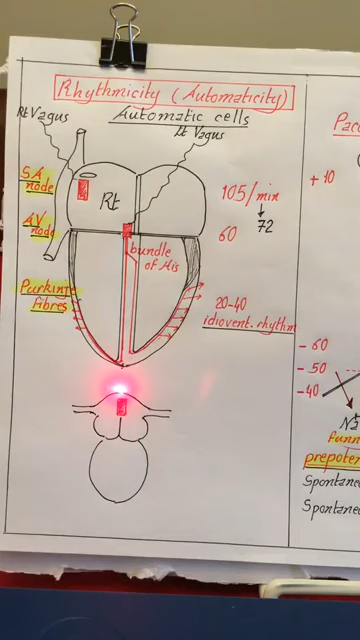 Rhythmicity (Automaticity)
Automatic cells
Rt Vagus
Lt Vagus
SA
node
Rt
105/min
72
AV
node
60
bundle
of His
Purkinje
fibres
20-40
idiovent. rhythm
+10
-60
-50
-40
prepoten
Spontane
Spontane